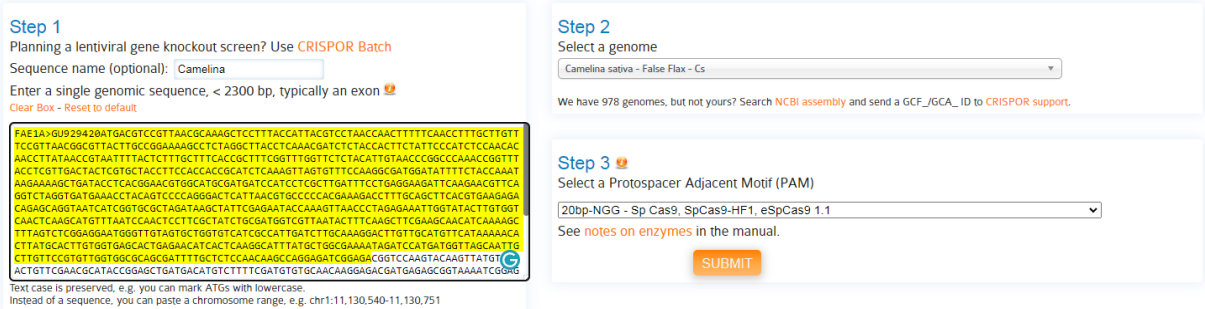 Step 1
Planning a lentiviral gene knockout screen? Use CRISPOR Batch
Sequence name (optional): Camelina
Enter a single genomic sequence, < 2300 bp, typically an exon
Clear Box - Reset to default
FAE1A>GU929420ATGACGTCCGTTAACGCAAAGCTCCTTTACCATTACGTCCTAACCAACTTTTTCAACCTTTGCTTGTT
TCCGTTAACGGCGTTACTTGCCGGAAAAGCCTCTAGGCTTACCTCAAACGATCTCTACCACTTCTATTCCCATCTCCAACAC
AACCTTATAACCGTAATTTTACTCTTTGCTTTCACCGCTTTCGGTTTGGTTCTCTACATTGTAACCCGGCCCAAACCGGTTT
ACCTCGTTGACTACTCGTGCTACCTTCCACCACCGCATCTCAAAGTTAGTGTTTCCAAGGCGATGGATATTTTCTACCAAAT
AAGAAAAGCTGATACCTCACGGAACGTGGCATGCGATGATCCATCCTCGCTTGATTTCCTGAGGAAGATTCAAGAACGTTCA
GGTCTAGGTGATGAAACCTACAGTCCCCAGGGACTCATTAACGTGCCCCCACGAAAGACCTTTGCAGCTTCACGTGAAGAGA
CAGAGCAGGTAATCATCGGTGCGCTAGATAAGCTATTCGAGAATACCAAAGTTAACCCTAGAGAAATTGGTATACTTGTGGT
CAACTCAAGCATGTTTAATCCAACTCCTTCGCTATCTGCGATGGTCGTTAATACTTTCAAGCTTCGAAGCAACATCAAAAGC
TTTAGTCTCGGAGGAATGGGTTGTAGTGCTGGTGTCATCGCCATTGATCTTGCAAAGGACTTGTTGCATGTTCATAAAAACA
CTTATGCACTTGTGGTGAGCACTGAGAACATCACTCAAGGCATTTATGCTGGCGAAAATAGATCCATGATGGTTAGCAATTG
CTTGTTCCGTGTTGGTGGCGCAGCGATTTTGCTCTCCAACAAGCCAGGAGATCGGAGACGGTCCAAGTACAAGTTATGT
ACTGTTCGAACGCATACCGGAGCTGATGACATGTCTTTTCGATGTGTGCAACAAGGAGACGATGAGAGCGGTAAAATCGGAG
Text case is preserved, e.g. you can mark ATGs with lowercase.
Instead of a sequence, you can paste a chromosome range, e.g. chr1:11,130,540-11,130,751
Step 2
Select a genome
Camelina sativa - False Flax - Cs
We have 978 genomes, but not yours? Search NCBI assembly and send a GCF_/GCA_ ID to CRISPOR support.
Step 3
Select a Protospacer Adjacent Motif (PAM)
20bp-NGG - Sp Cas9, SpCas9-HF1, eSpCas9 1.1
See notes on enzymes in the manual.
SUBMIT